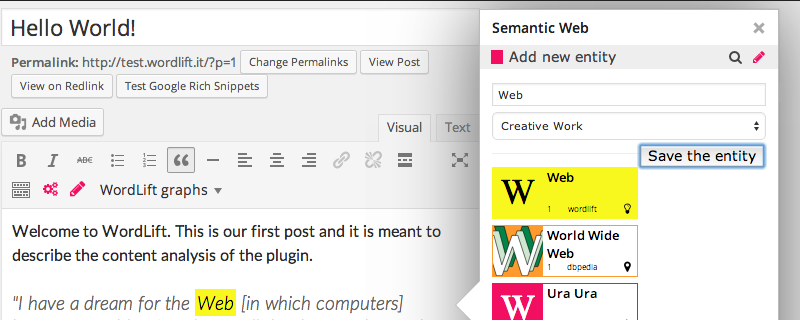 Hello World!
Permalink: http://test.wordlift.it/?p=1 Change Permalinks View Post
View on Redlink Test Google Rich Snippets
Add Media
Visual Text
B I ABC
WordLift graphs
Welcome to WordLift. This is our first post and it is meant to
describe the content analysis of the plugin.
"I have a dream for the Web [in which computers]
Semantic Web
Add new entity
Web
Creative Work
Save the entity
W Web
1 wordlift
World Wide
Web
1 dbpedia
W Ura Ura